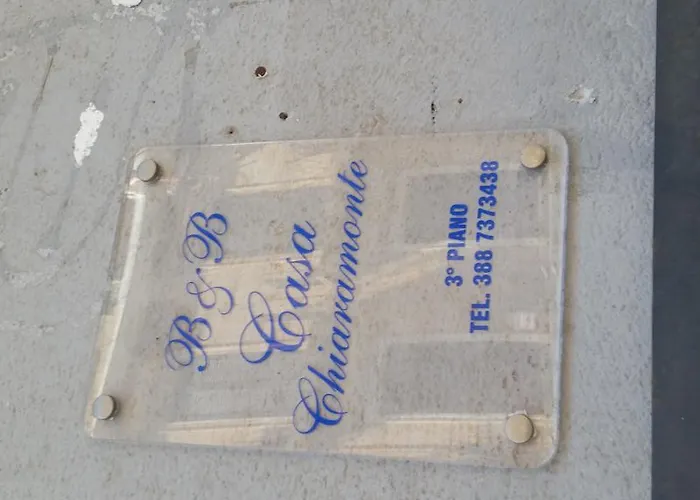 B & B
Casa
Chiaramonte
3° PIANO
TEL. 388 7373438